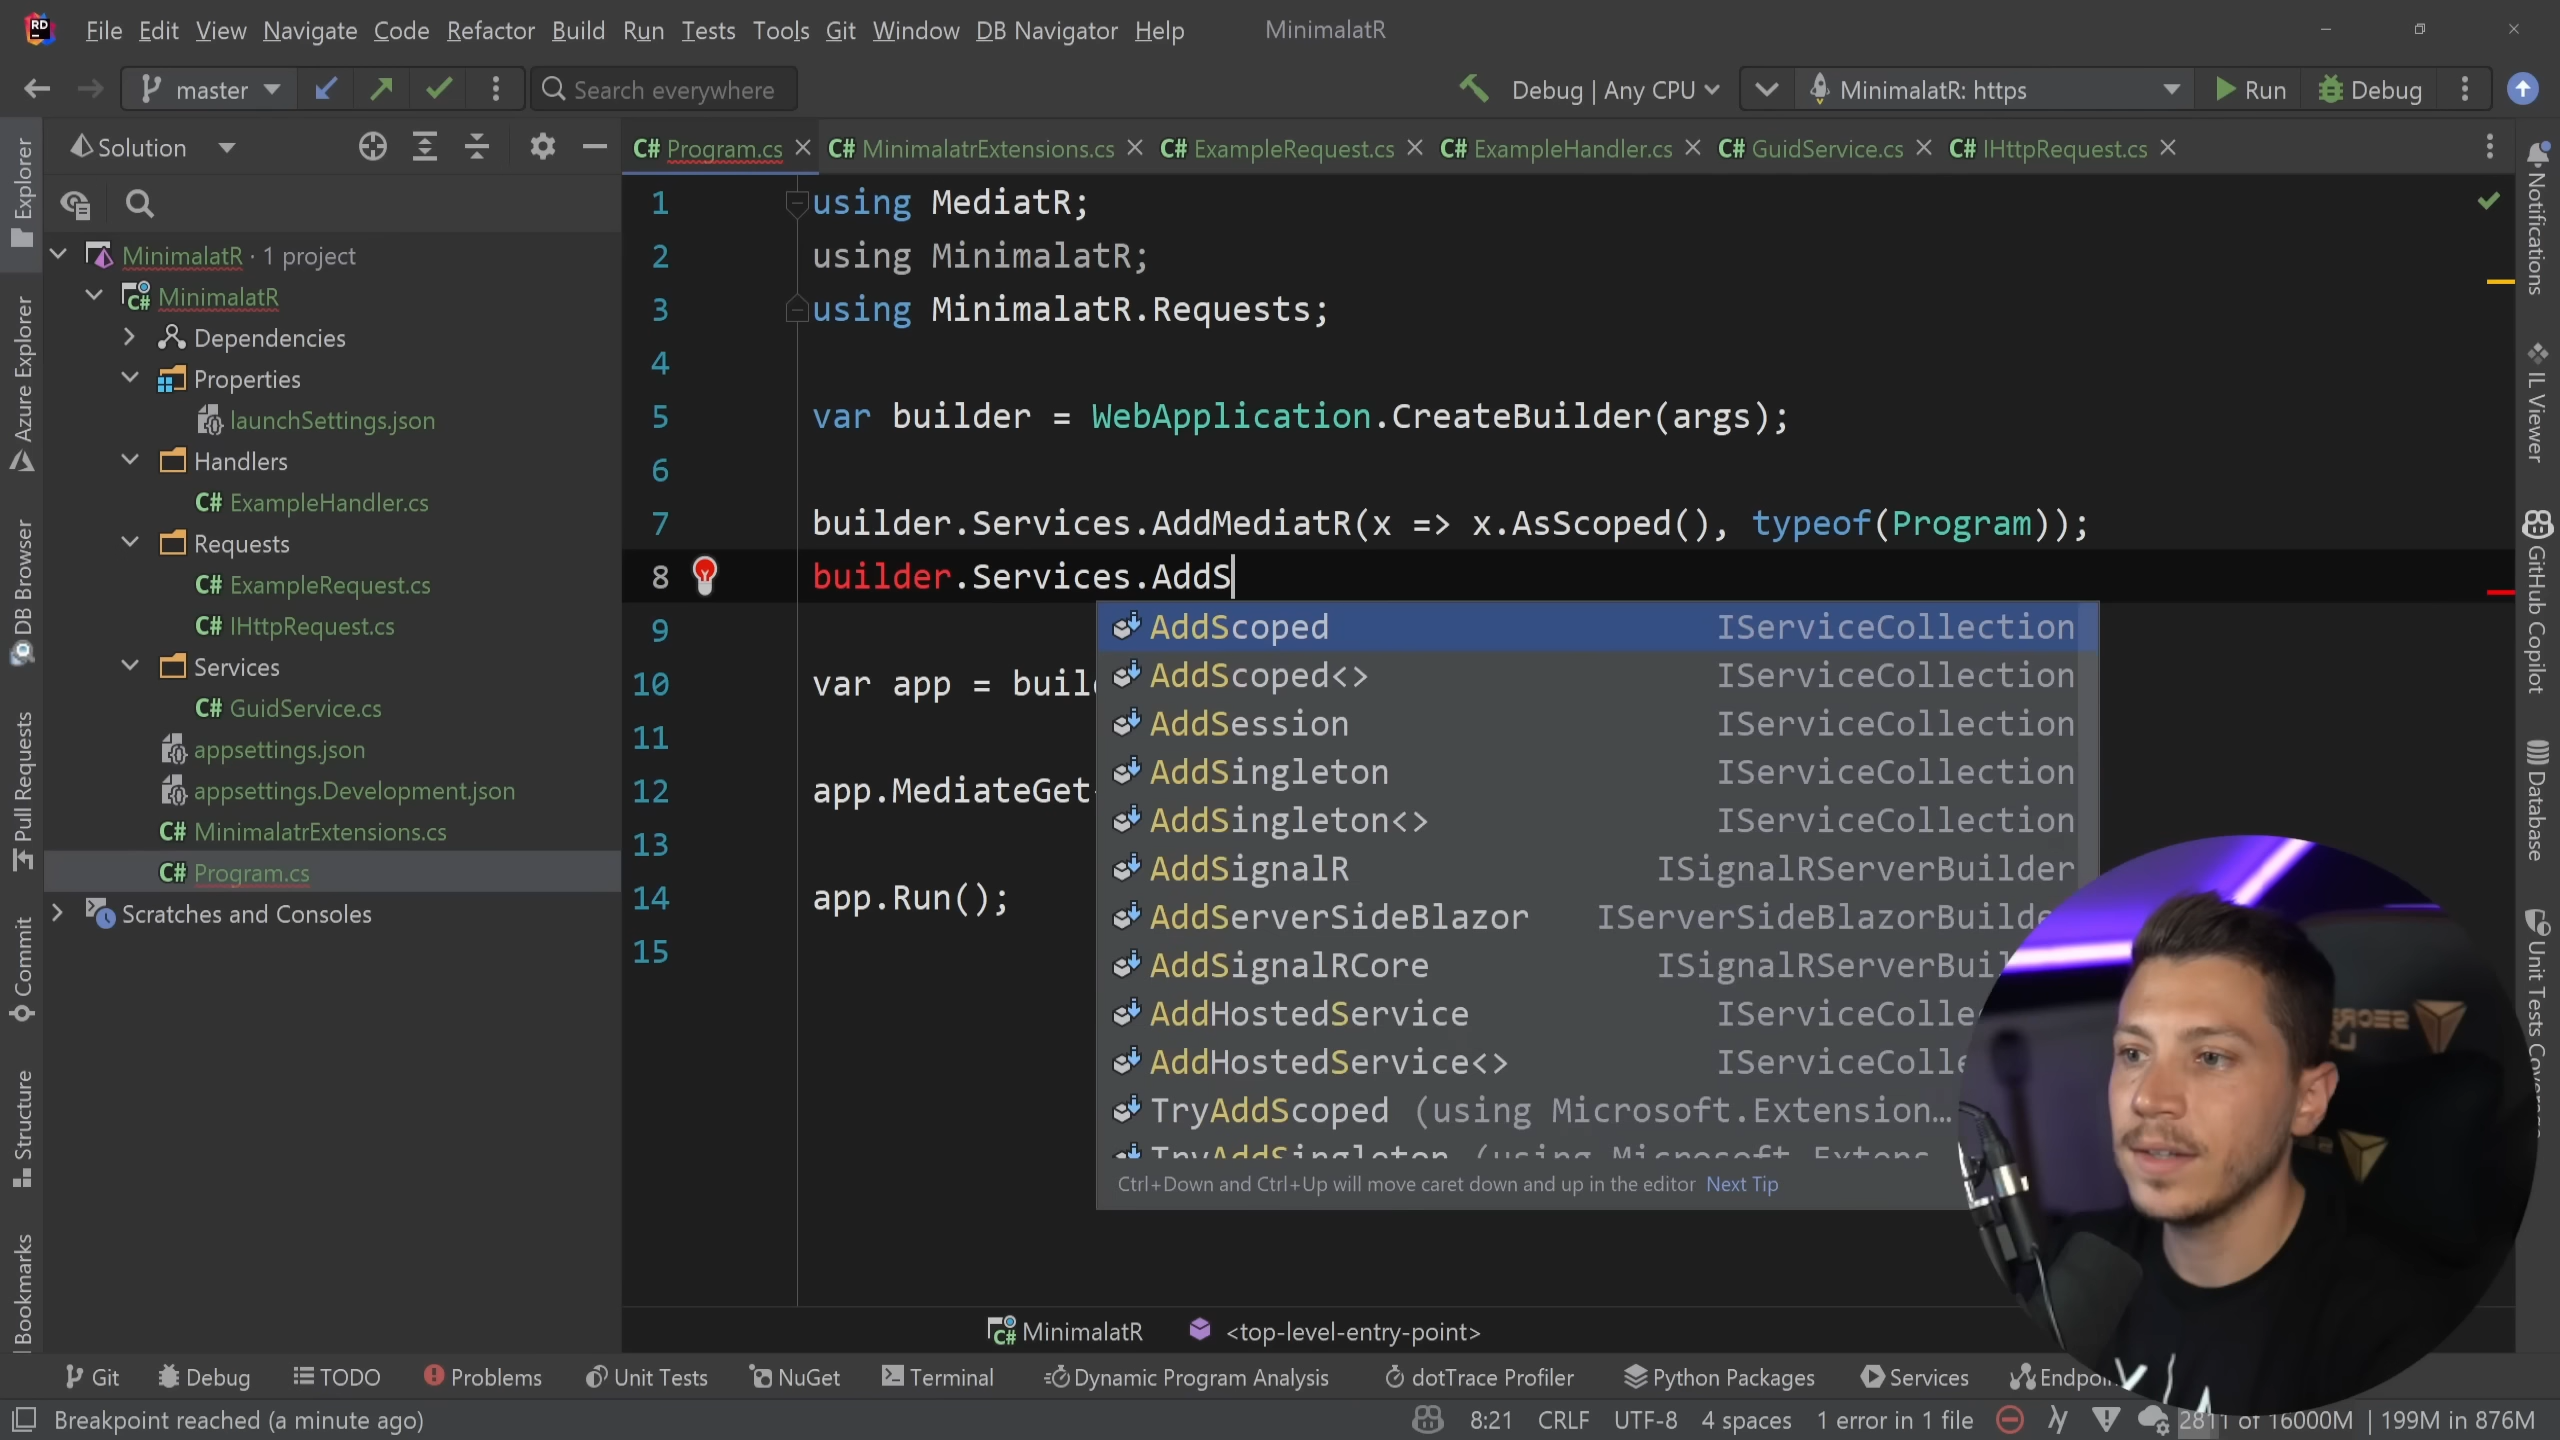 RD File Edit View Navigate Code Refactor Build Run Tests Tools Git Window DB Navigator Help MinimalatR
master Search everywhere Debug | Any CPU MinimalatR: https Run Debug
Solution
C# Program.cs C# MinimalatrExtensions.cs C# ExampleRequest.cs C# ExampleHandler.cs C# GuidService.cs C# IHttpRequest.cs
Explorer
Azure Explorer
DB Browser
Pull Requests
Commit
Structure
Bookmarks
MinimalatR · 1 project
C# MinimalatR
Dependencies
Properties
launchSettings.json
Handlers
C# ExampleHandler.cs
Requests
C# ExampleRequest.cs
C# IHttpRequest.cs
Services
C# GuidService.cs
appsettings.json
appsettings.Development.json
C# MinimalatrExtensions.cs
C# Program.cs
Scratches and Consoles
1 using MediatR;
2 using MinimalatR;
3 using MinimalatR.Requests;
4
5 var builder = WebApplication.CreateBuilder(args);
6
7 builder.Services.AddMediatR(x => x.AsScoped(), typeof(Program));
8 builder.Services.AddS
9
10 var app = buil
11
12 app.MediateGet
13
14 app.Run();
15
AddScoped IServiceCollection
AddScoped<> IServiceCollection
AddSession IServiceCollection
AddSingleton IServiceCollection
AddSingleton<> IServiceCollection
AddSignalR ISignalRServerBuilder
AddServerSideBlazor IServerSideBlazorBuilde
AddSignalRCore ISignalRServerBuil
AddHostedService IServiceColle
AddHostedService<> IServiceColle
TryAddScoped (using Microsoft.Extension…
TryAddSingleton (using Microsoft.Extens
Ctrl+Down and Ctrl+Up will move caret down and up in the editor Next Tip
Notifications
IL Viewer
GitHub Copilot
Database
Unit Tests Coverage
C# MinimalatR <top-level-entry-point>
Git Debug TODO Problems Unit Tests NuGet Terminal Dynamic Program Analysis dotTrace Profiler Python Packages Services Endpoi
Breakpoint reached (a minute ago) 8:21 CRLF UTF-8 4 spaces 1 error in 1 file 2811 of 16000M | 199M in 876M